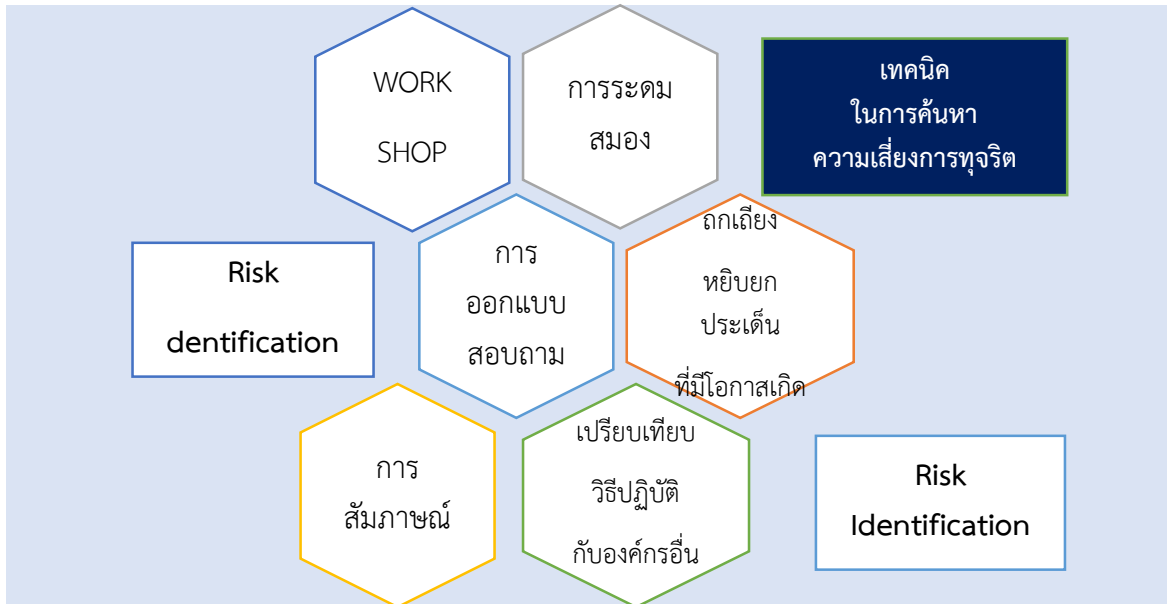 WORK
SHOP
การระดม
สมอง
เทคนิค
ในการค้นหา
ความเสี่ยงการทุจริต
Risk
dentification
การ
ออกแบบ
สอบถาม
ถกเถียง
หยิบยก
ประเด็น
ที่มีโอกาสเกิด
การ
สัมภาษณ์
เปรียบเทียบ
วิธีปฏิบัติ
กับองค์กรอื่น
Risk
Identification